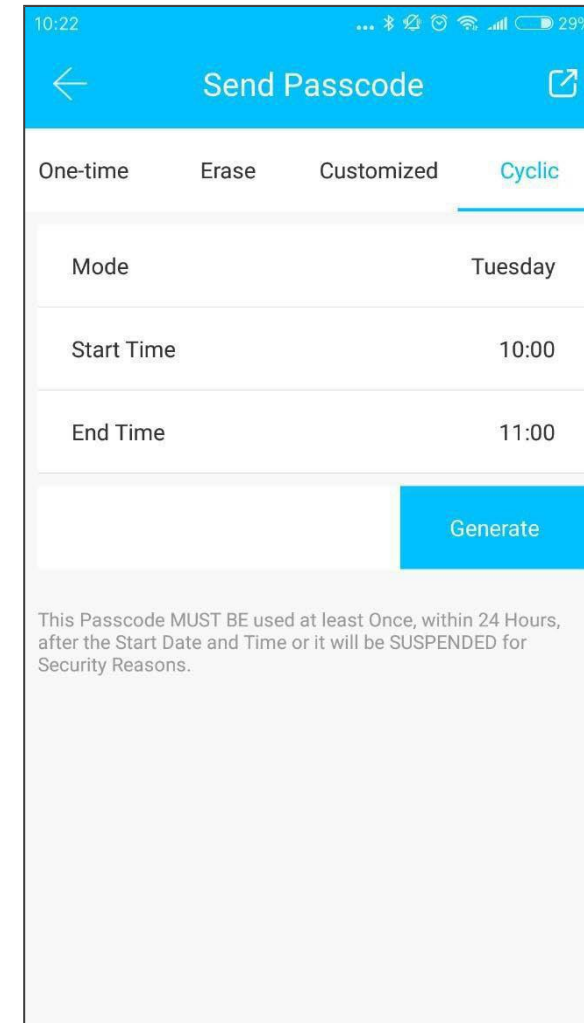 10:22 ... 29%
Send Passcode
One-time Erase Customized Cyclic
Mode Tuesday
Start Time 10:00
End Time 11:00
Generate
This Passcode MUST BE used at least Once, within 24 Hours,
after the Start Date and Time or it will be SUSPENDED for
Security Reasons.